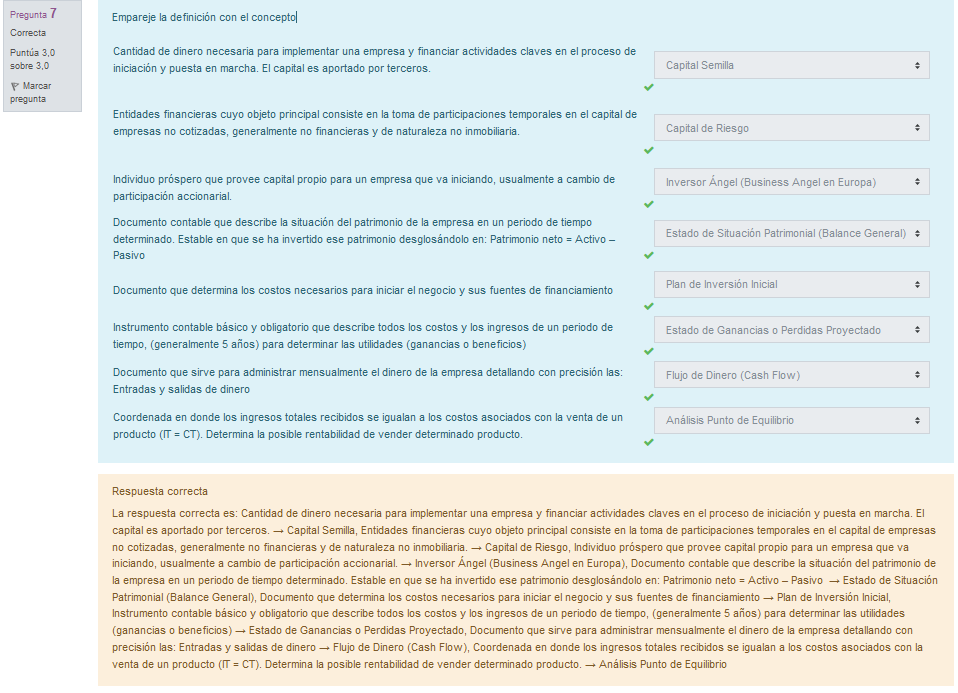 Pregunta 7
Correcta
Puntúa 3,0
sobre 3,0
Marcar
pregunta
Empareje la definición con el concepto
Cantidad de dinero necesaria para implementar una empresa y financiar actividades claves en el proceso de
iniciación y puesta en marcha. El capital es aportado por terceros.
Capital Semilla
Entidades financieras cuyo objeto principal consiste en la toma de participaciones temporales en el capital de
empresas no cotizadas, generalmente no financieras y de naturaleza no inmobiliaria.
Capital de Riesgo
Individuo próspero que provee capital propio para un empresa que va iniciando, usualmente a cambio de
participación accionarial.
Inversor Ángel (Business Angel en Europa)
Documento contable que describe la situación del patrimonio de la empresa en un periodo de tiempo
determinado. Estable en que se ha invertido ese patrimonio desglosándolo en: Patrimonio neto = Activo –
Pasivo
Estado de Situación Patrimonial (Balance General)
Documento que determina los costos necesarios para iniciar el negocio y sus fuentes de financiamiento
Plan de Inversión Inicial
Instrumento contable básico y obligatorio que describe todos los costos y los ingresos de un periodo de
tiempo, (generalmente 5 años) para determinar las utilidades (ganancias o beneficios)
Estado de Ganancias o Perdidas Proyectado
Documento que sirve para administrar mensualmente el dinero de la empresa detallando con precisión las:
Entradas y salidas de dinero
Flujo de Dinero (Cash Flow)
Coordenada en donde los ingresos totales recibidos se igualan a los costos asociados con la venta de un
producto (IT = CT). Determina la posible rentabilidad de vender determinado producto.
Análisis Punto de Equilibrio
Respuesta correcta
La respuesta correcta es: Cantidad de dinero necesaria para implementar una empresa y financiar actividades claves en el proceso de iniciación y puesta en marcha. El
capital es aportado por terceros. → Capital Semilla, Entidades financieras cuyo objeto principal consiste en la toma de participaciones temporales en el capital de empresas
no cotizadas, generalmente no financieras y de naturaleza no inmobiliaria. → Capital de Riesgo, Individuo próspero que provee capital propio para un empresa que va
iniciando, usualmente a cambio de participación accionarial. → Inversor Ángel (Business Angel en Europa), Documento contable que describe la situación del patrimonio de
la empresa en un periodo de tiempo determinado. Estable en que se ha invertido ese patrimonio desglosándolo en: Patrimonio neto = Activo – Pasivo → Estado de Situación
Patrimonial (Balance General), Documento que determina los costos necesarios para iniciar el negocio y sus fuentes de financiamiento → Plan de Inversión Inicial,
Instrumento contable básico y obligatorio que describe todos los costos y los ingresos de un periodo de tiempo, (generalmente 5 años) para determinar las utilidades
(ganancias o beneficios) → Estado de Ganancias o Perdidas Proyectado, Documento que sirve para administrar mensualmente el dinero de la empresa detallando con
precisión las: Entradas y salidas de dinero → Flujo de Dinero (Cash Flow), Coordenada en donde los ingresos totales recibidos se igualan a los costos asociados con la
venta de un producto (IT = CT). Determina la posible rentabilidad de vender determinado producto. → Análisis Punto de Equilibrio